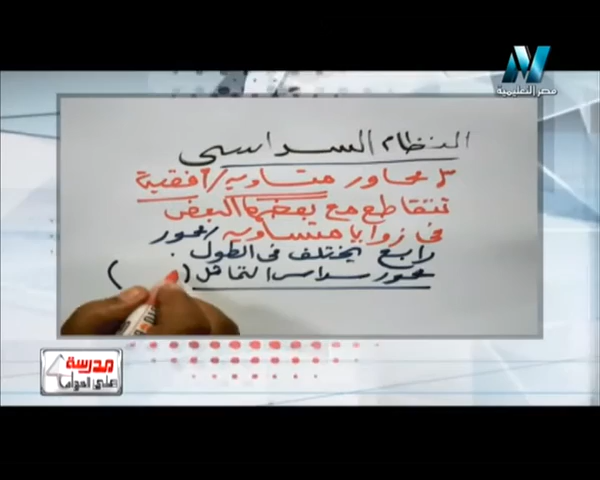 مصر التعليمية
النظام السداسي
٣ محاور متساوية/أفقية
تتقاطع مع بعضها البعض
فى زوايا متساوية/محور
رابع يختلف فى الطول.
محور سداسى التماثل ( )
مدرسة
على الهواء